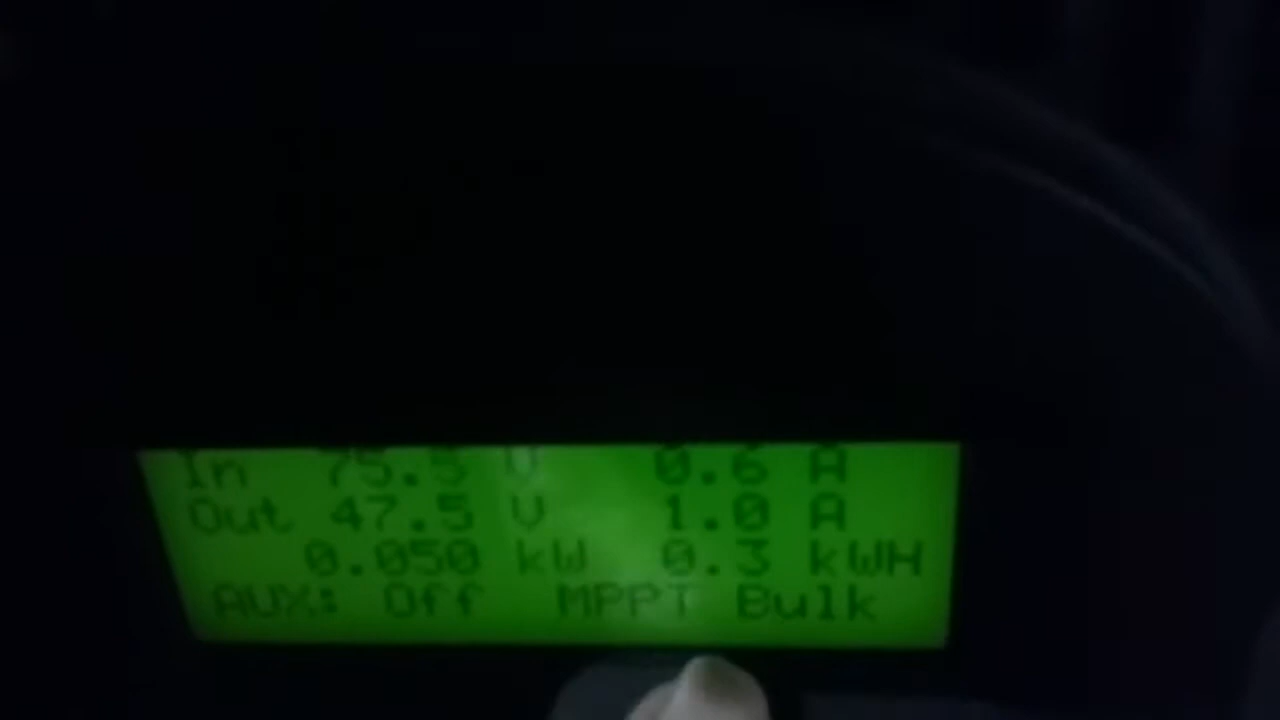 In 75.5 V 0.6 A
Out 47.5 V 1.0 A
0.050 kW 0.3 kWH
AUX: Off MPPT Bulk